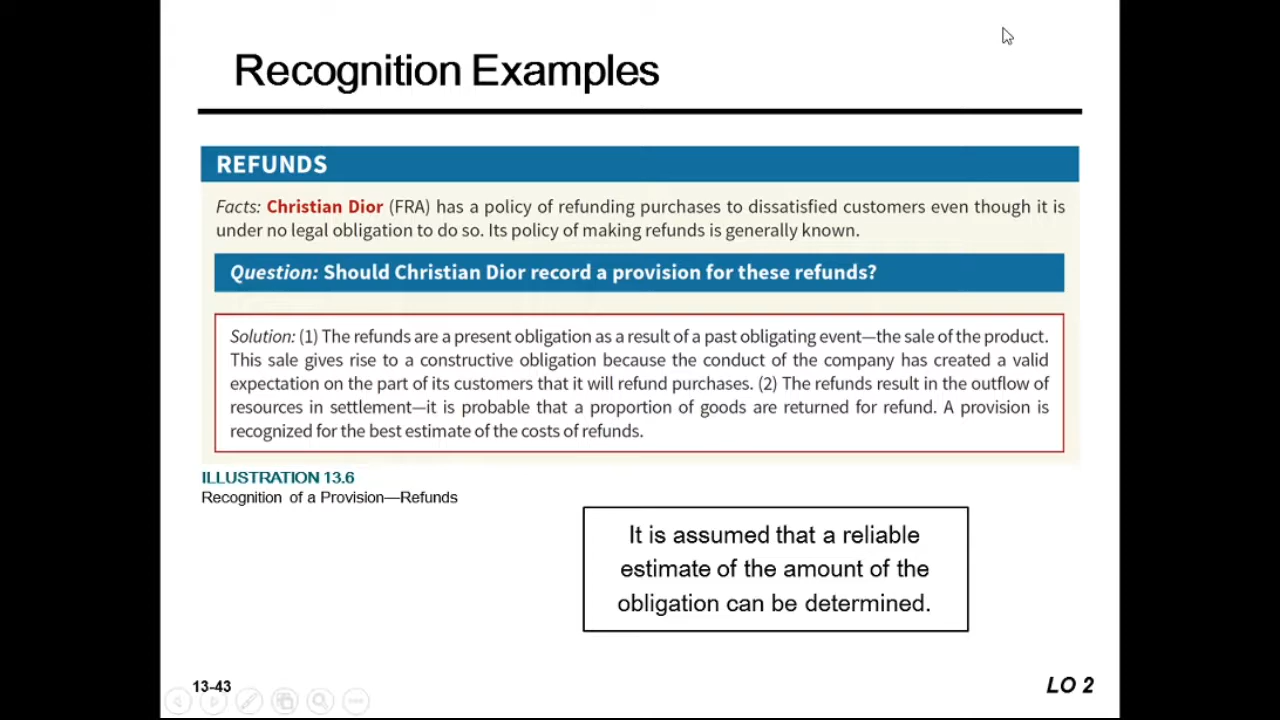 Recognition Examples
REFUNDS
Facts: Christian Dior (FRA) has a policy of refunding purchases to dissatisfied customers even though it is
under no legal obligation to do so. Its policy of making refunds is generally known.
Question: Should Christian Dior record a provision for these refunds?
Solution: (1) The refunds are a present obligation as a result of a past obligating event—the sale of the product.
This sale gives rise to a constructive obligation because the conduct of the company has created a valid
expectation on the part of its customers that it will refund purchases. (2) The refunds result in the outflow of
resources in settlement—it is probable that a proportion of goods are returned for refund. A provision is
recognized for the best estimate of the costs of refunds.
ILLUSTRATION 13.6
Recognition of a Provision—Refunds
It is assumed that a reliable
estimate of the amount of the
obligation can be determined.
13-43
LO 2